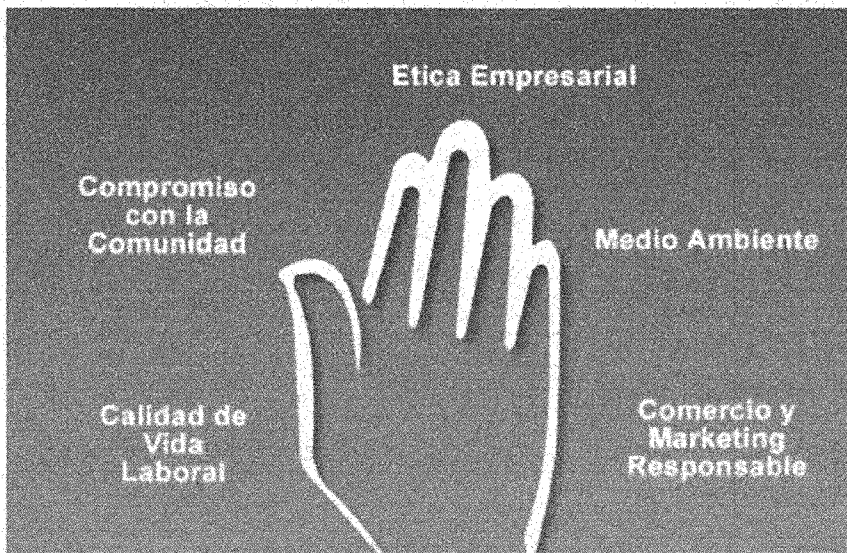 Etica Empresarial
Compromiso
con la
Comunidad
Medio Ambiente
Calidad de
Vida
Laboral
Comercio y
Marketing
Responsable